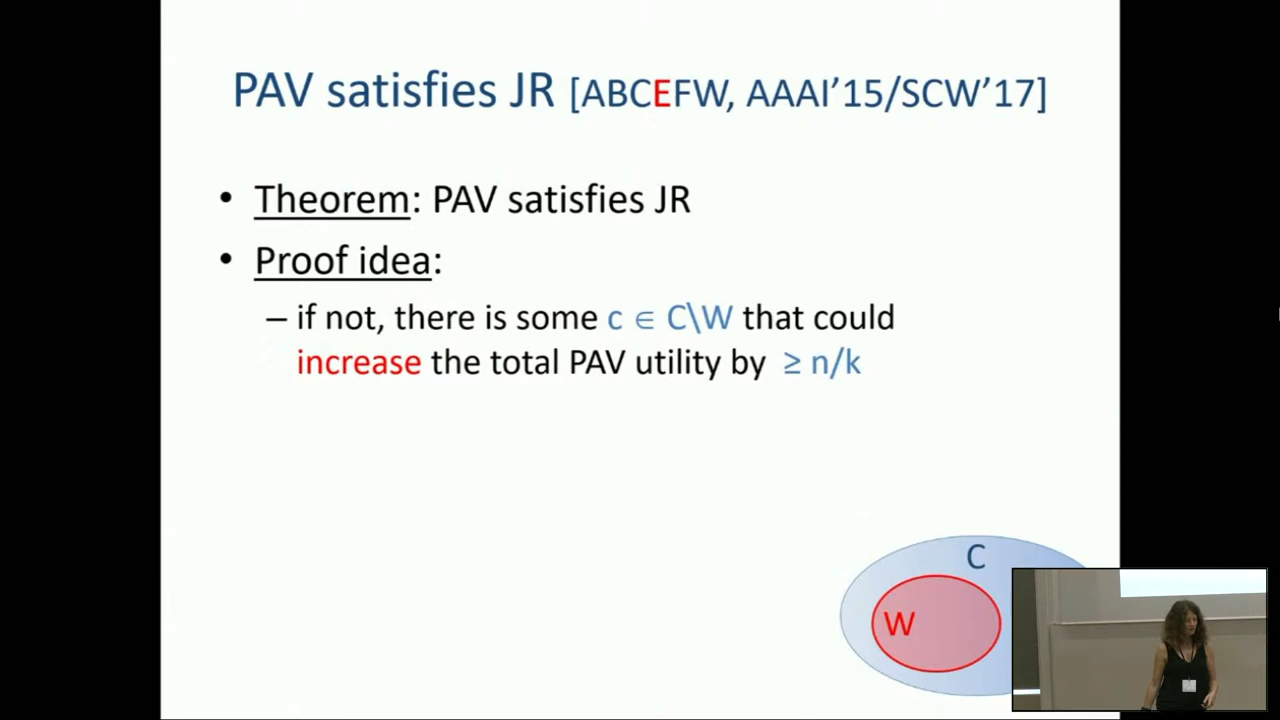 PAV satisfies JR [ABCEFW, AAAI’15/SCW’17]
• Theorem: PAV satisfies JR
• Proof idea:
– if not, there is some c ∈ C\W that could
increase the total PAV utility by ≥ n/k
C
W